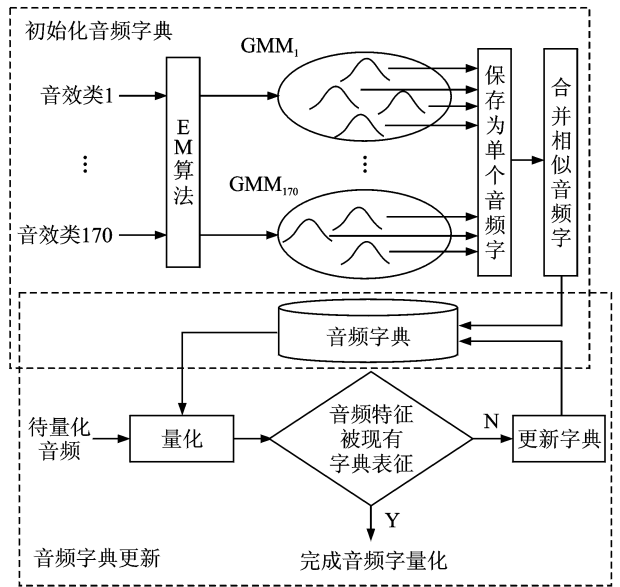 初始化音频字典
GMM1
音效类1
EM算法
保存为单个音频字
合并相似音频字
⋮
⋮
GMM170
音效类170
音频字典
待量化
音频
量化
音频特征
被现有
字典表征
N
更新字典
Y
音频字典更新
完成音频字量化